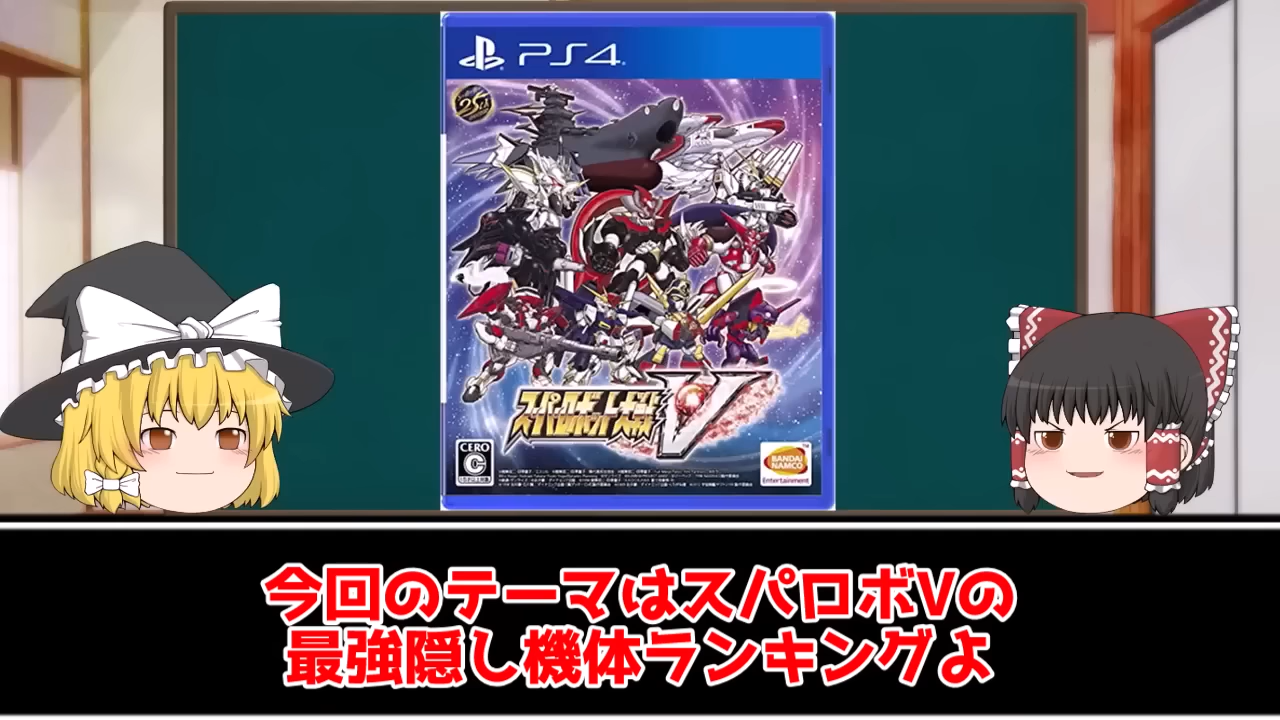 PS4
25th
スーパーロボット大戦V
CERO
C
BANDAI
NAMCO
Entertainment
今回のテーマはスパロボVの
最強隠し機体ランキングよ